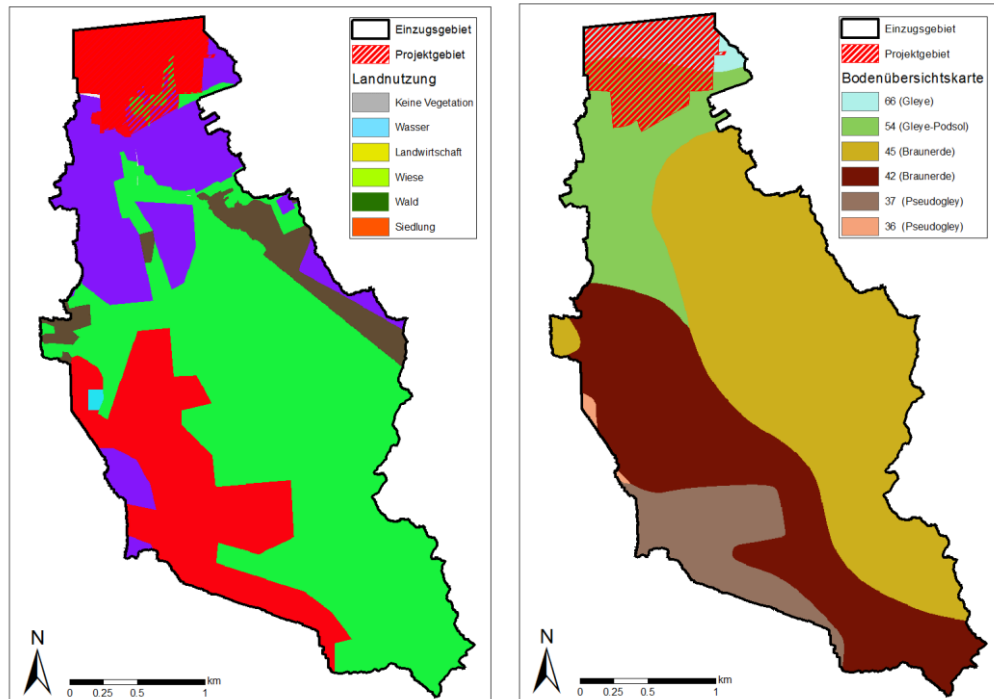 Einzugsgebiet
Projektgebiet
Landnutzung
Keine Vegetation
Wasser
Landwirtschaft
Wiese
Wald
Siedlung
N
km
0 0.25 0.5 1
Einzugsgebiet
Projektgebiet
Bodenübersichtskarte
66 (Gleye)
54 (Gleye-Podsol)
45 (Braunerde)
42 (Braunerde)
37 (Pseudogley)
36 (Pseudogley)
N
km
0 0.25 0.5 1